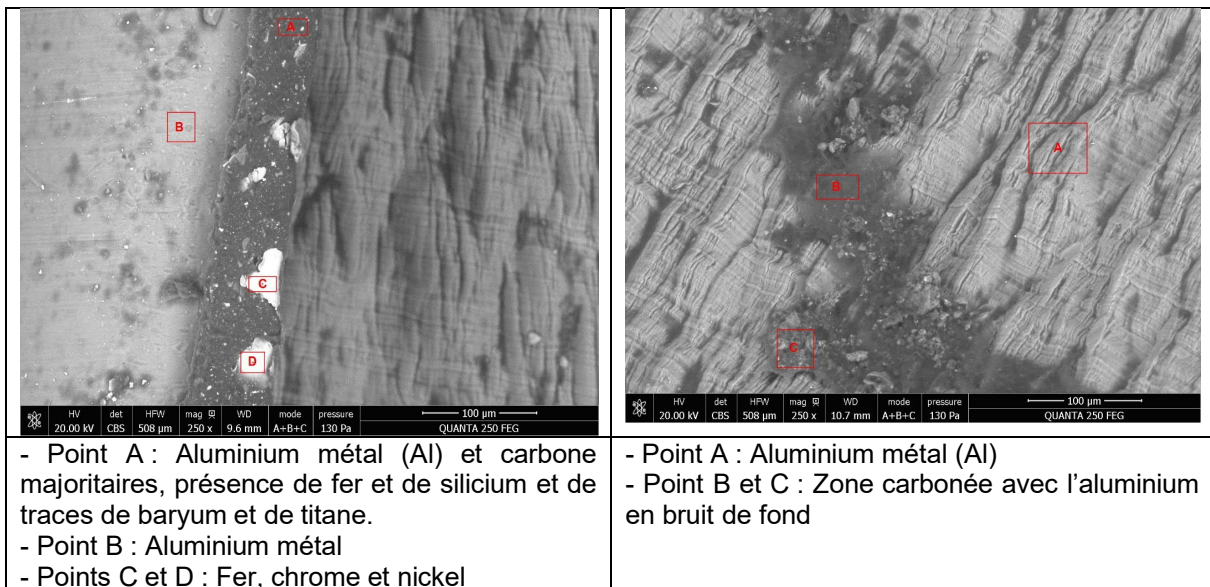 A
B
C
D
HV det HFW mag WD mode pressure 100 µm
20.00 kV CBS 508 µm 250 x 9.6 mm A+B+C 130 Pa QUANTA 250 FEG
A
B
C
HV det HFW mag WD mode pressure 100 µm
20.00 kV CBS 508 µm 250 x 10.7 mm A+B+C 130 Pa QUANTA 250 FEG
- Point A : Aluminium métal (Al) et carbone
majoritaires, présence de fer et de silicium et de
traces de baryum et de titane.
- Point B : Aluminium métal
- Points C et D : Fer, chrome et nickel
- Point A : Aluminium métal (Al)
- Point B et C : Zone carbonée avec l’aluminium
en bruit de fond